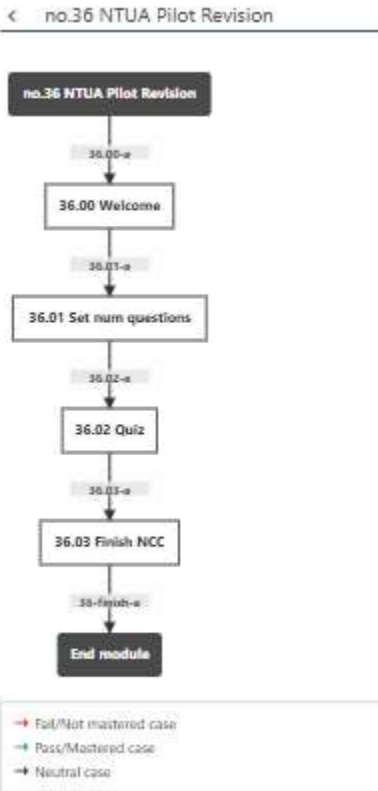 < no.36 NTUA Pilot Revision
no.36 NTUA Pilot Revision
36.00-a
36.00 Welcome
36.01-a
36.01 Set num questions
36.02-a
36.02 Quiz
36.03-a
36.03 Finish NCC
36-finish-a
End module
→ Fail/Not mastered case
→ Pass/Mastered case
→ Neutral case